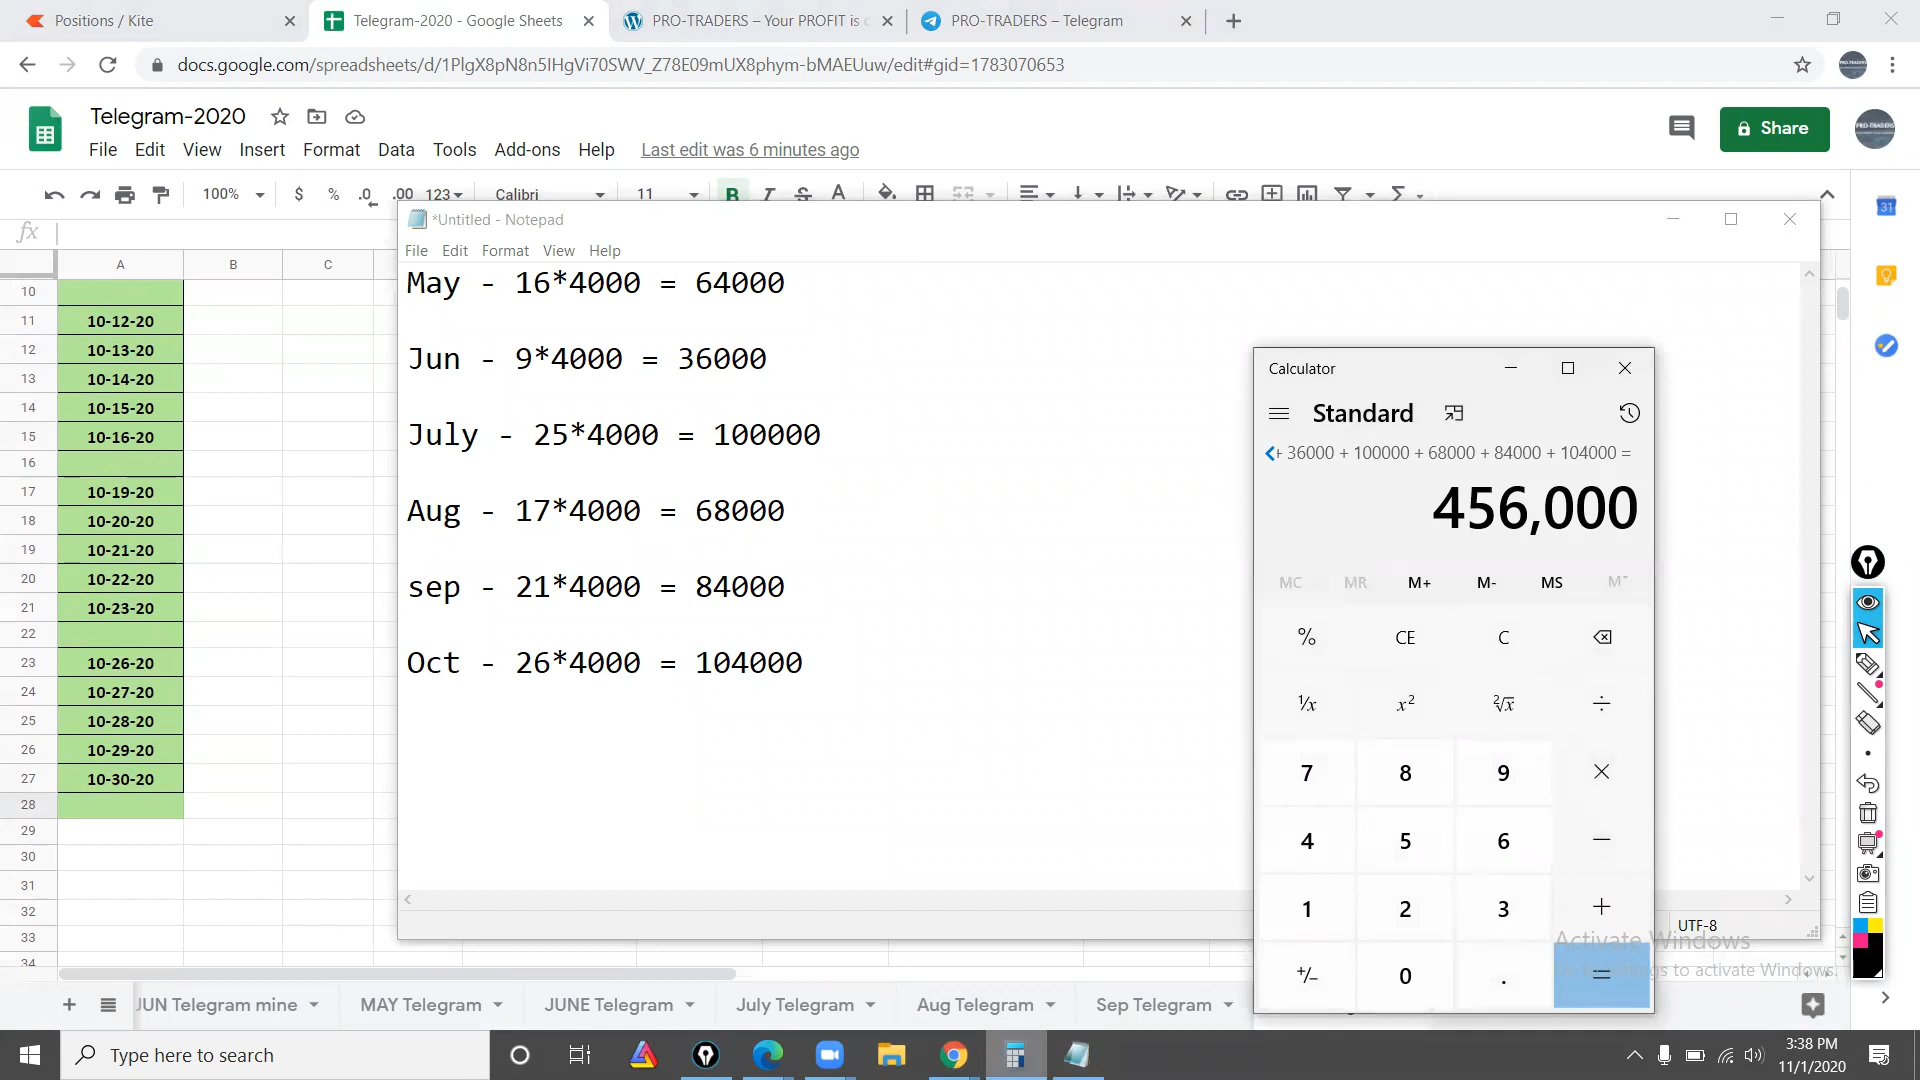 Positions / Kite
Telegram-2020 - Google Sheets
PRO-TRADERS – Your PROFIT is c
PRO-TRADERS – Telegram
docs.google.com/spreadsheets/d/1PlgX8pN8n5IHgVi70SWV_Z78E09mUX8phym-bMAEUuw/edit#gid=1783070653
Telegram-2020
Share
File Edit View Insert Format Data Tools Add-ons Help Last edit was 6 minutes ago
100% $ % .0 .00 123 Calibri 11 B I S A
fx
*Untitled - Notepad
File Edit Format View Help
A B C
10
11 10-12-20
12 10-13-20
13 10-14-20
14 10-15-20
15 10-16-20
16
17 10-19-20
18 10-20-20
19 10-21-20
20 10-22-20
21 10-23-20
22
23 10-26-20
24 10-27-20
25 10-28-20
26 10-29-20
27 10-30-20
28
29
30
31
32
33
34
May - 16*4000 = 64000
Jun - 9*4000 = 36000
July - 25*4000 = 100000
Aug - 17*4000 = 68000
sep - 21*4000 = 84000
Oct - 26*4000 = 104000
UTF-8
Calculator
Standard
+ 36000 + 100000 + 68000 + 84000 + 104000 =
456,000
MC MR M+ M- MS M˅
% CE C
1/x x² ²√x ÷
7 8 9 ×
4 5 6 −
1 2 3 +
+/− 0 . =
31
Activate Windows
to activate Windows.
JUN Telegram mine MAY Telegram JUNE Telegram July Telegram Aug Telegram Sep Telegram
Type here to search
3:38 PM
11/1/2020